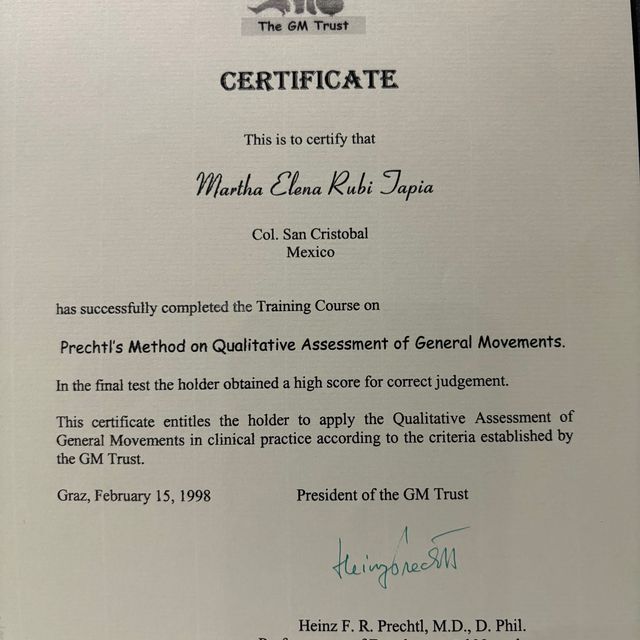 The GM Trust
CERTIFICATE
This is to certify that
Martha Elena Rubi Tapia
Col. San Cristobal
Mexico
has successfully completed the Training Course on
Prechtl's Method on Qualitative Assessment of General Movements.
In the final test the holder obtained a high score for correct judgement.
This certificate entitles the holder to apply the Qualitative Assessment of
General Movements in clinical practice according to the criteria established by
the GM Trust.
Graz, February 15, 1998
President of the GM Trust
Heinz Prechtl
Heinz F. R. Prechtl, M.D., D. Phil.